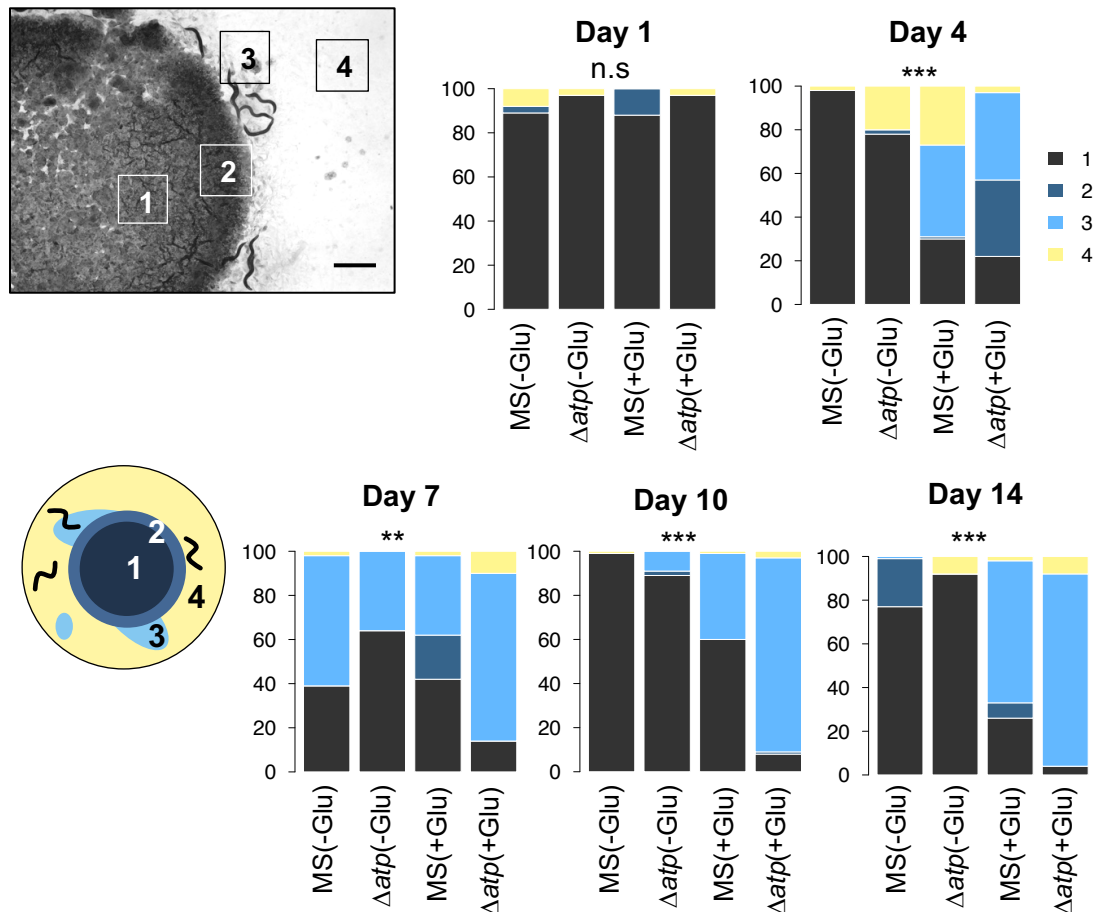 1
2
3
4
Day 1
n.s
100
80
60
40
20
0
MS(-Glu)
Δatp(-Glu)
MS(+Glu)
Δatp(+Glu)
Day 4
***
100
80
60
40
20
0
MS(-Glu)
Δatp(-Glu)
MS(+Glu)
Δatp(+Glu)
1
2
3
4
1
2
3
4
Day 7
**
100
80
60
40
20
0
MS(-Glu)
Δatp(-Glu)
MS(+Glu)
Δatp(+Glu)
Day 10
***
100
80
60
40
20
0
MS(-Glu)
Δatp(-Glu)
MS(+Glu)
Δatp(+Glu)
Day 14
***
100
80
60
40
20
0
MS(-Glu)
Δatp(-Glu)
MS(+Glu)
Δatp(+Glu)